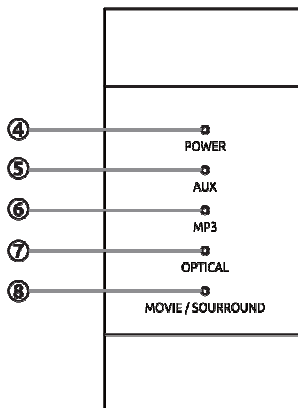 ④
POWER
⑤
AUX
⑥
MP3
⑦
OPTICAL
⑧
MOVIE / SOURROUND